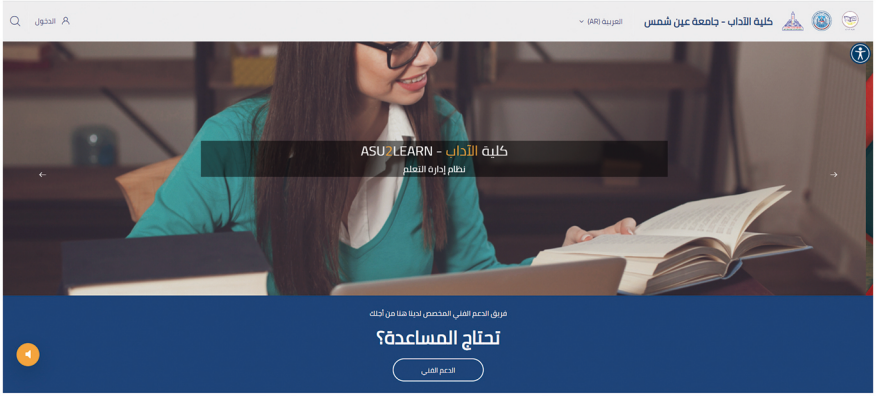 كلية الآداب - جامعة عين شمس
العربية (AR)
الدخول
كلية الآداب - ASU2LEARN
نظام إدارة التعلم
فريق الدعم الفني المخصص لدينا هنا من أجلك
تحتاج المساعدة؟
الدعم الفني